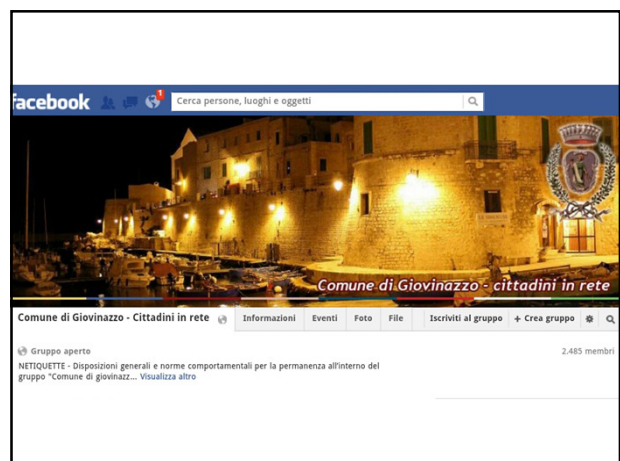 facebook
1
Cerca persone, luoghi e oggetti
Comune di Giovinazzo - cittadini in rete
Comune di Giovinazzo - Cittadini in rete Informazioni Eventi Foto File Iscriviti al gruppo + Crea gruppo
Gruppo aperto 2.485 membri
NETIQUETTE - Disposizioni generali e norme comportamentali per la permanenza all'interno del
gruppo "Comune di giovinazz... Visualizza altro